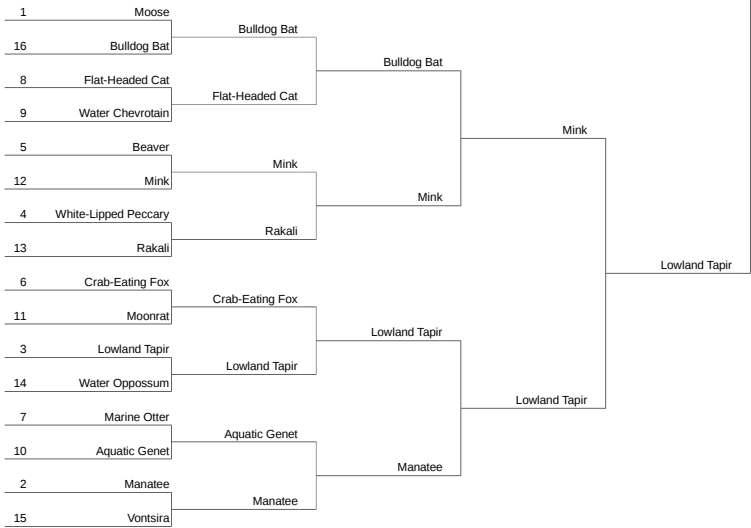 1 Moose
Bulldog Bat
16 Bulldog Bat
Bulldog Bat
8 Flat-Headed Cat
Flat-Headed Cat
9 Water Chevrotain
Mink
5 Beaver
Mink
12 Mink
Mink
4 White-Lipped Peccary
Rakali
13 Rakali
Lowland Tapir
6 Crab-Eating Fox
Crab-Eating Fox
11 Moonrat
Lowland Tapir
3 Lowland Tapir
Lowland Tapir
14 Water Oppossum
Lowland Tapir
7 Marine Otter
Aquatic Genet
10 Aquatic Genet
Manatee
2 Manatee
Manatee
15 Vontsira